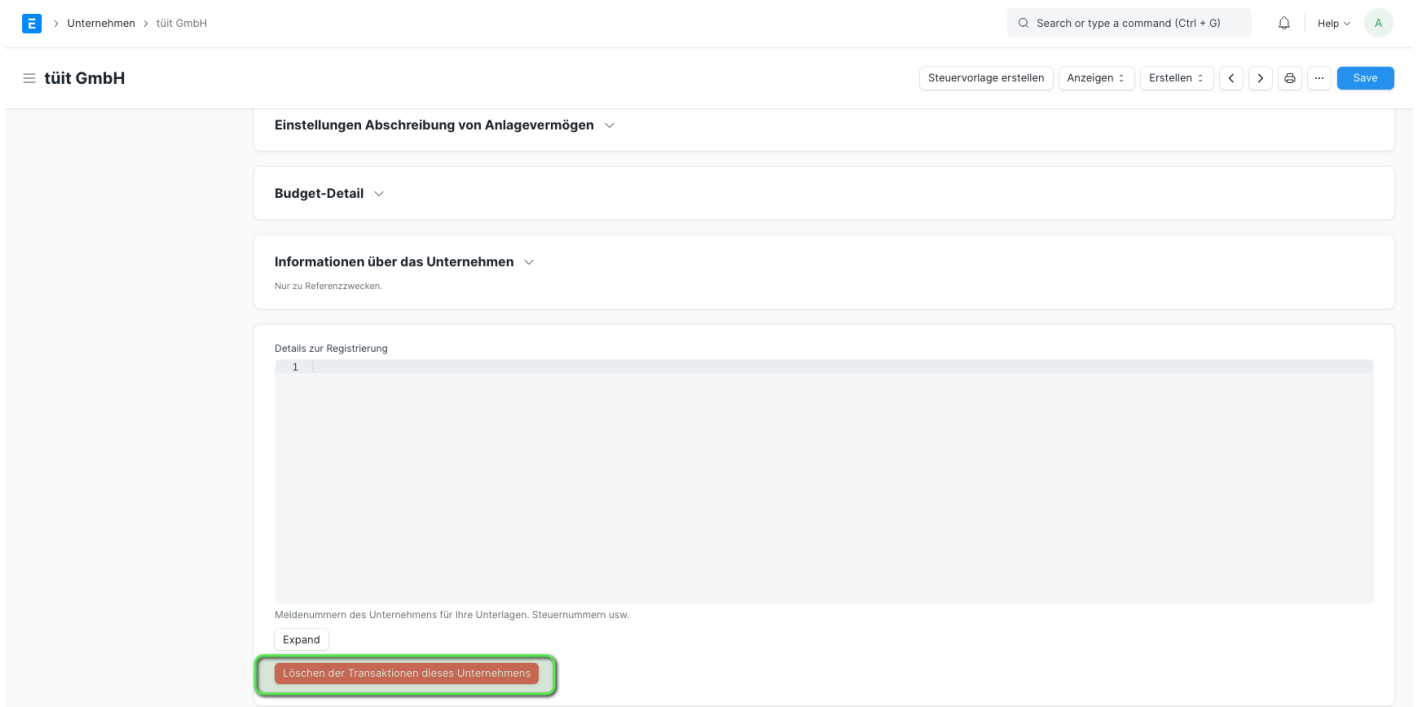 E > Unternehmen > tüit GmbH Search or type a command (Ctrl + G) Help A
tüit GmbH Steuervorlage erstellen Anzeigen Erstellen ... Save
Einstellungen Abschreibung von Anlagevermögen
Budget-Detail
Informationen über das Unternehmen
Nur zu Referenzzwecken.
Details zur Registrierung
1
Meldenummern des Unternehmens für Ihre Unterlagen. Steuernummern usw.
Expand
Löschen der Transaktionen dieses Unternehmens